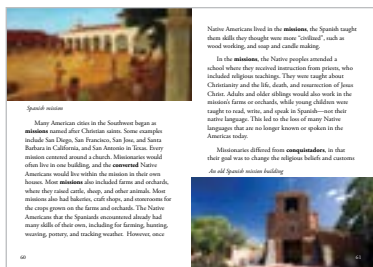 Spanish mission
Many American cities in the Southwest began as
missions named after Christian saints. Some examples
include San Diego, San Francisco, San Jose, and Santa
Barbara in California, and San Antonio in Texas. Every
mission centered around a church. Missionaries would
often live in one building, and the converted Native
Americans would live within the mission in their own
houses. Most missions also included farms and orchards,
where they raised cattle, sheep, and other animals. Most
missions also had bakeries, craft shops, and storerooms for
the crops grown on the farms and orchards. The Native
Americans that the Spaniards encountered already had
many skills of their own, including for farming, hunting,
weaving, pottery, and tracking weather. However, once
60
Native Americans lived in the missions, the Spanish taught
them skills they thought were more "civilized", such as
wood working, and soap and candle making.
In the missions, the Native peoples attended a
school where they received instruction from priests, who
included religious teachings. They were taught about
Christianity and the life, death, and resurrection of Jesus
Christ. Adults and older siblings would also work in the
mission's farms or orchards, while young children were
taught to read, write, and speak in Spanish—not their
native language. This led to the loss of many Native
languages that are no longer known or spoken in the
Americas today.
Missionaries differed from conquistadors, in that
their goal was to change the religious beliefs and customs
An old Spanish mission building
61